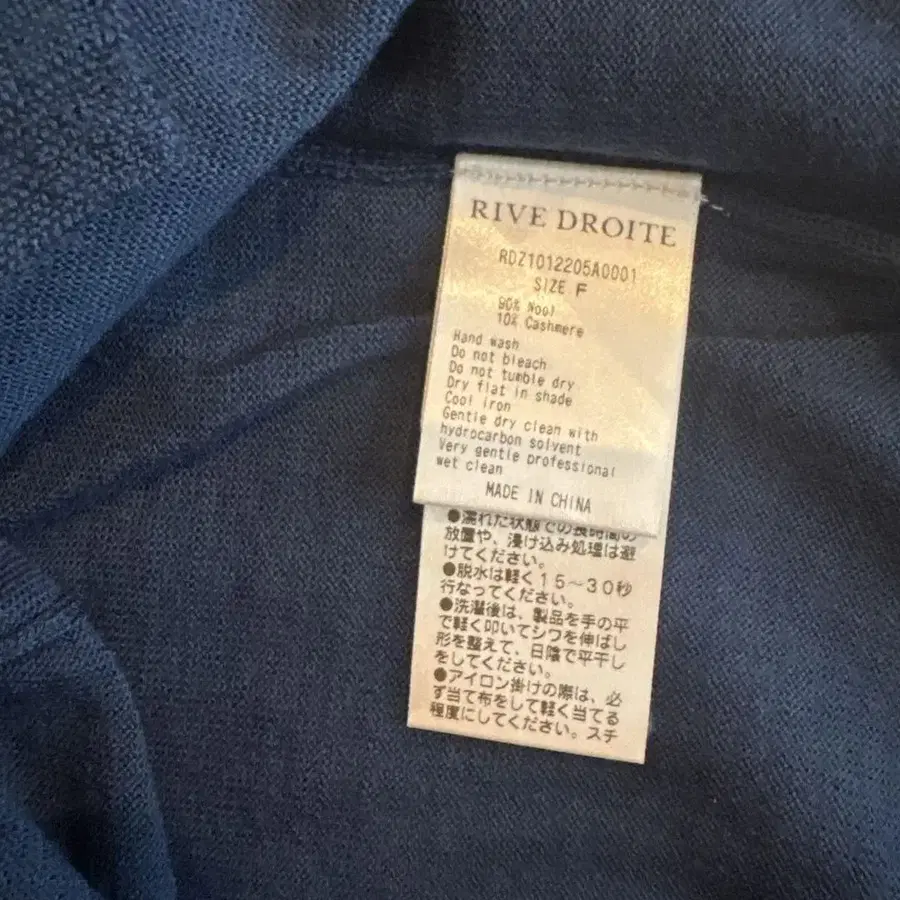 RIVE DROITE
RDZ1012205A0001
SIZE F
90% Wool
10% Cashmere
Hand wash
Do not bleach
Do not tumble dry
Dry flat in shade
Cool iron
Gentle dry clean with
hydrocarbon solvent
Very gentle professional
wet clean
MADE IN CHINA
●濡れた状態での長時間の
放置や、浸け込み処理は避
けてください。
●脱水は軽く15～30秒
行なってください。
●洗濯後は、製品を手の平
で軽く叩いてシワを伸ばし
形を整えて、日陰で平干し
をしてください。
●アイロン掛けの際は、必
ず当て布をして軽く当てる
程度にしてください。スチ